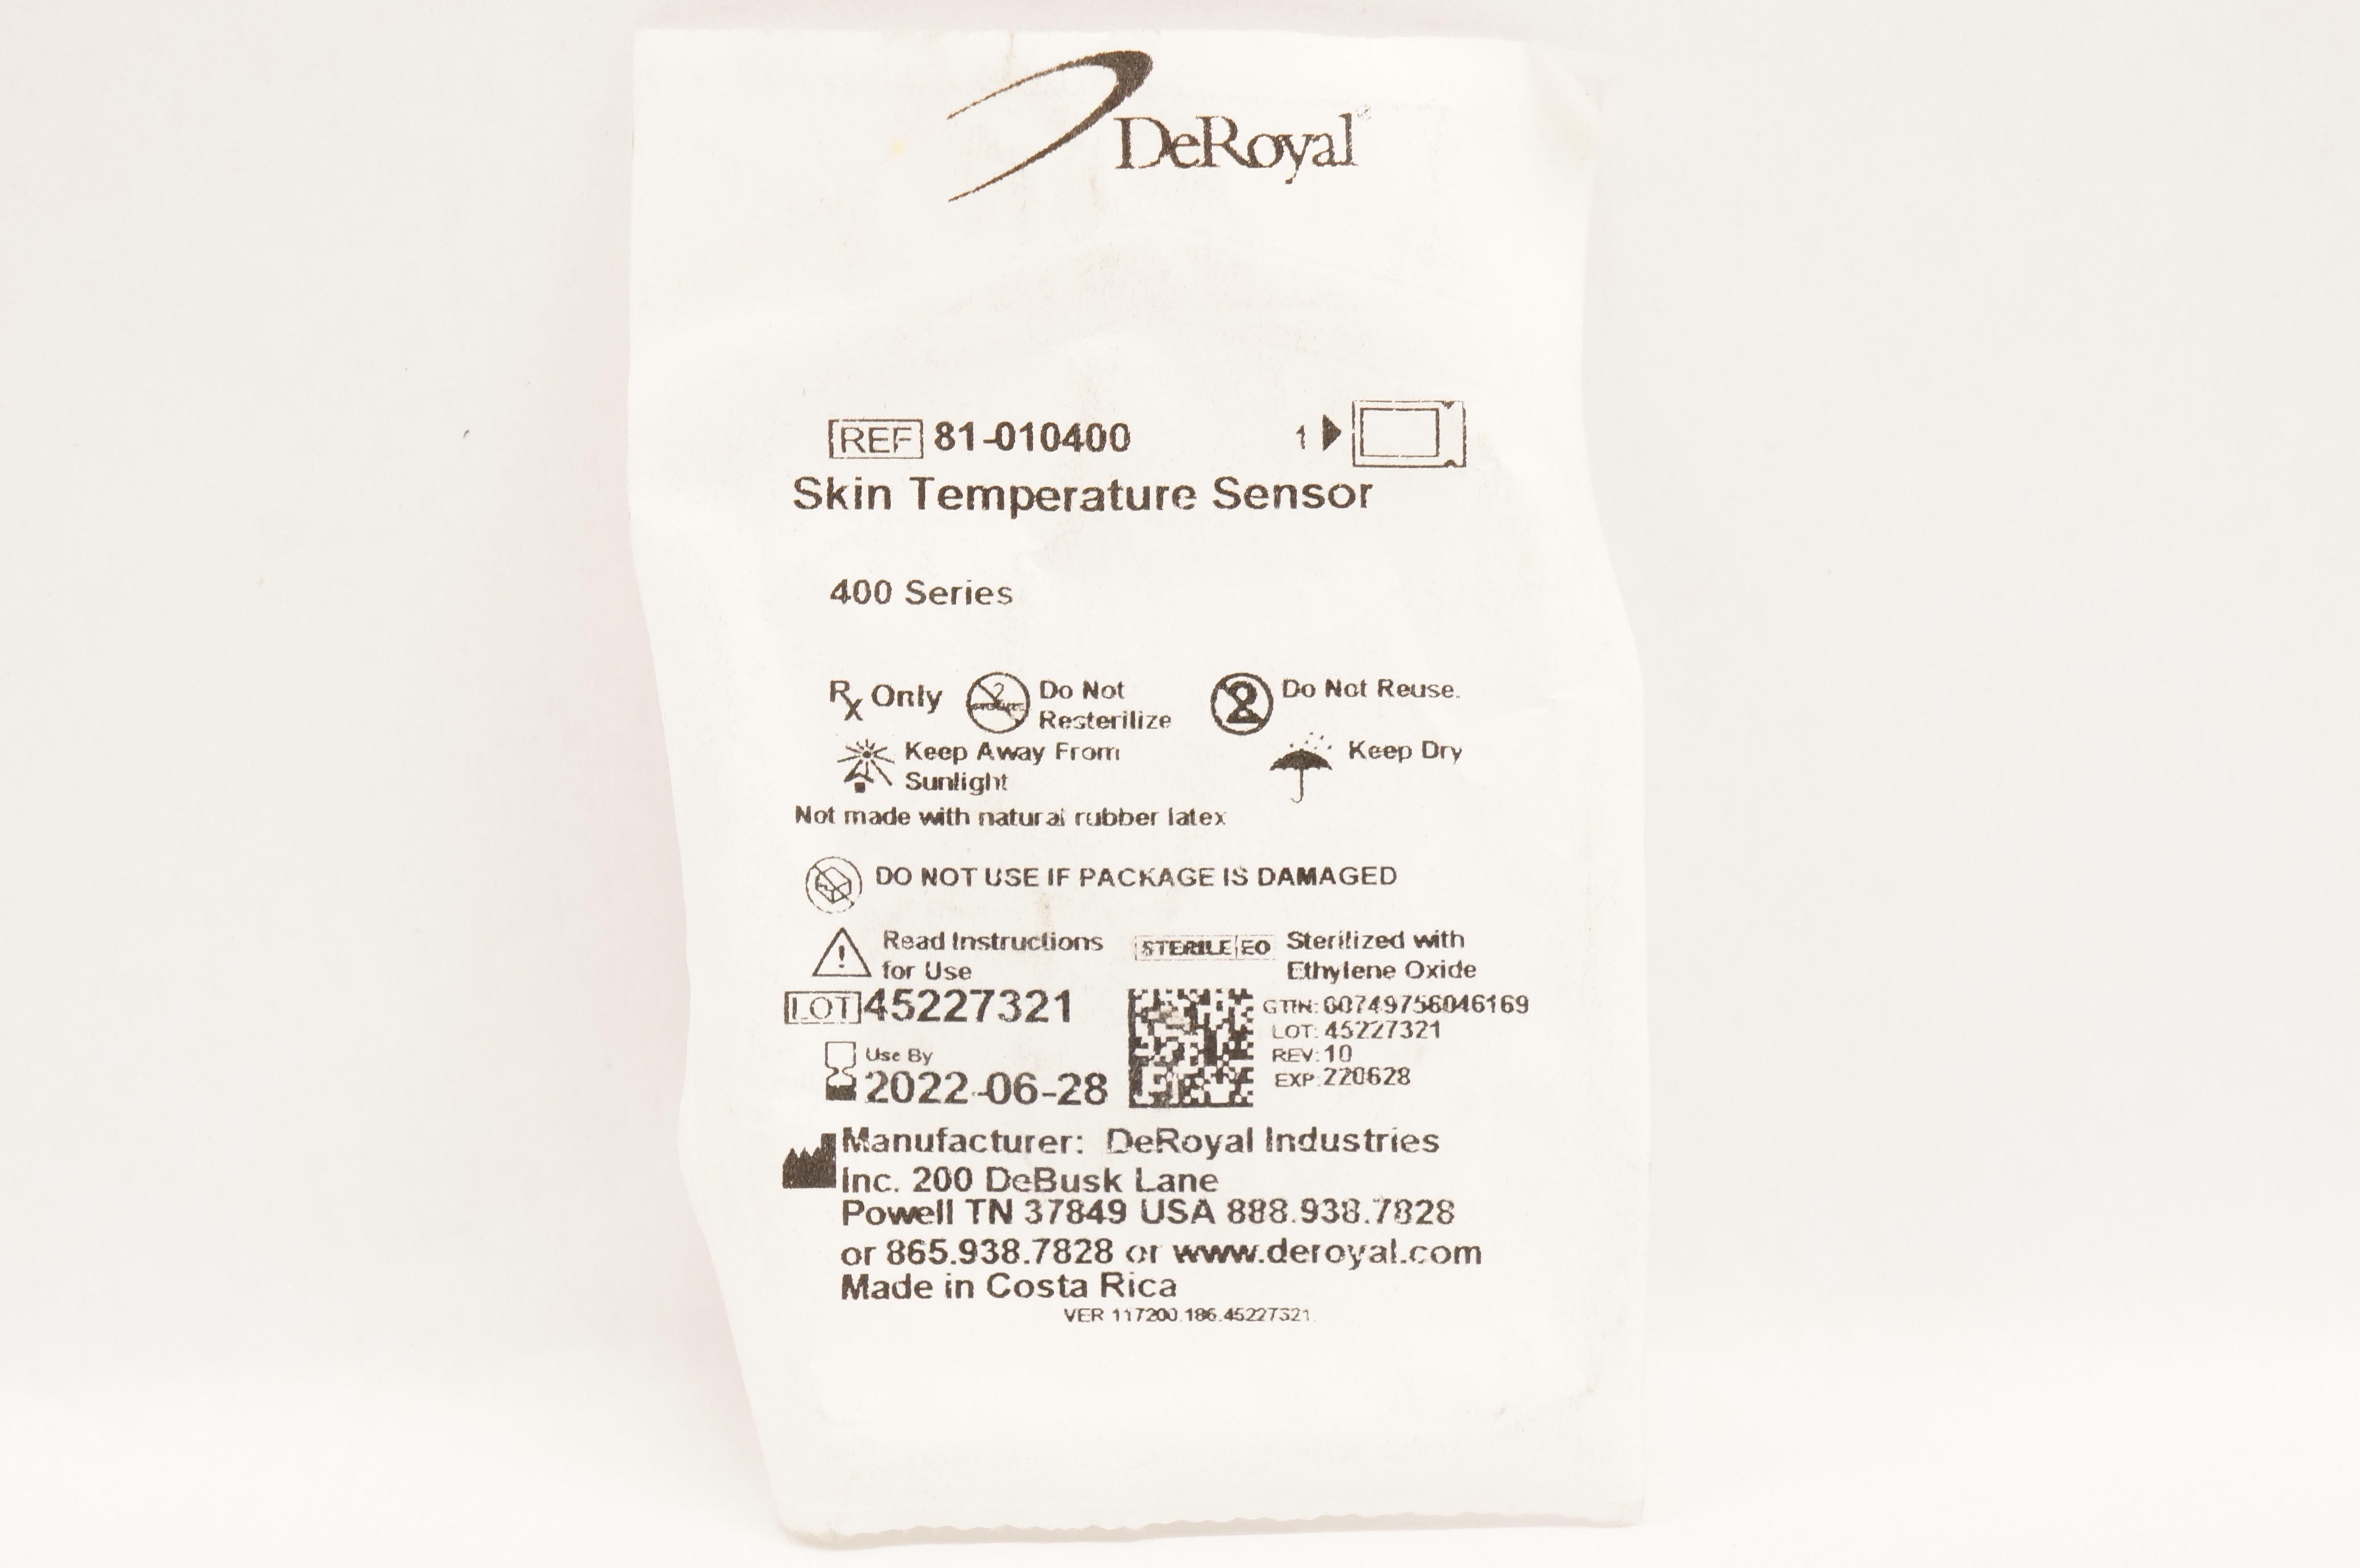 DeRoyal
REF 81-010400 1
Skin Temperature Sensor
400 Series
Rx Only Do Not Resterilize Do Not Reuse.
Keep Away From Sunlight Keep Dry
Not made with natural rubber latex
DO NOT USE IF PACKAGE IS DAMAGED
Read Instructions for Use STERILE EO Sterilized with Ethylene Oxide
LOT 45227321
Use By
2022-06-28
GTIN: 00749756046169
LOT: 45227321
REV: 10
EXP: 220628
Manufacturer: DeRoyal Industries
Inc. 200 DeBusk Lane
Powell TN 37849 USA 888.938.7828
or 865.938.7828 or www.deroyal.com
Made in Costa Rica
VER 117200.186.45227321